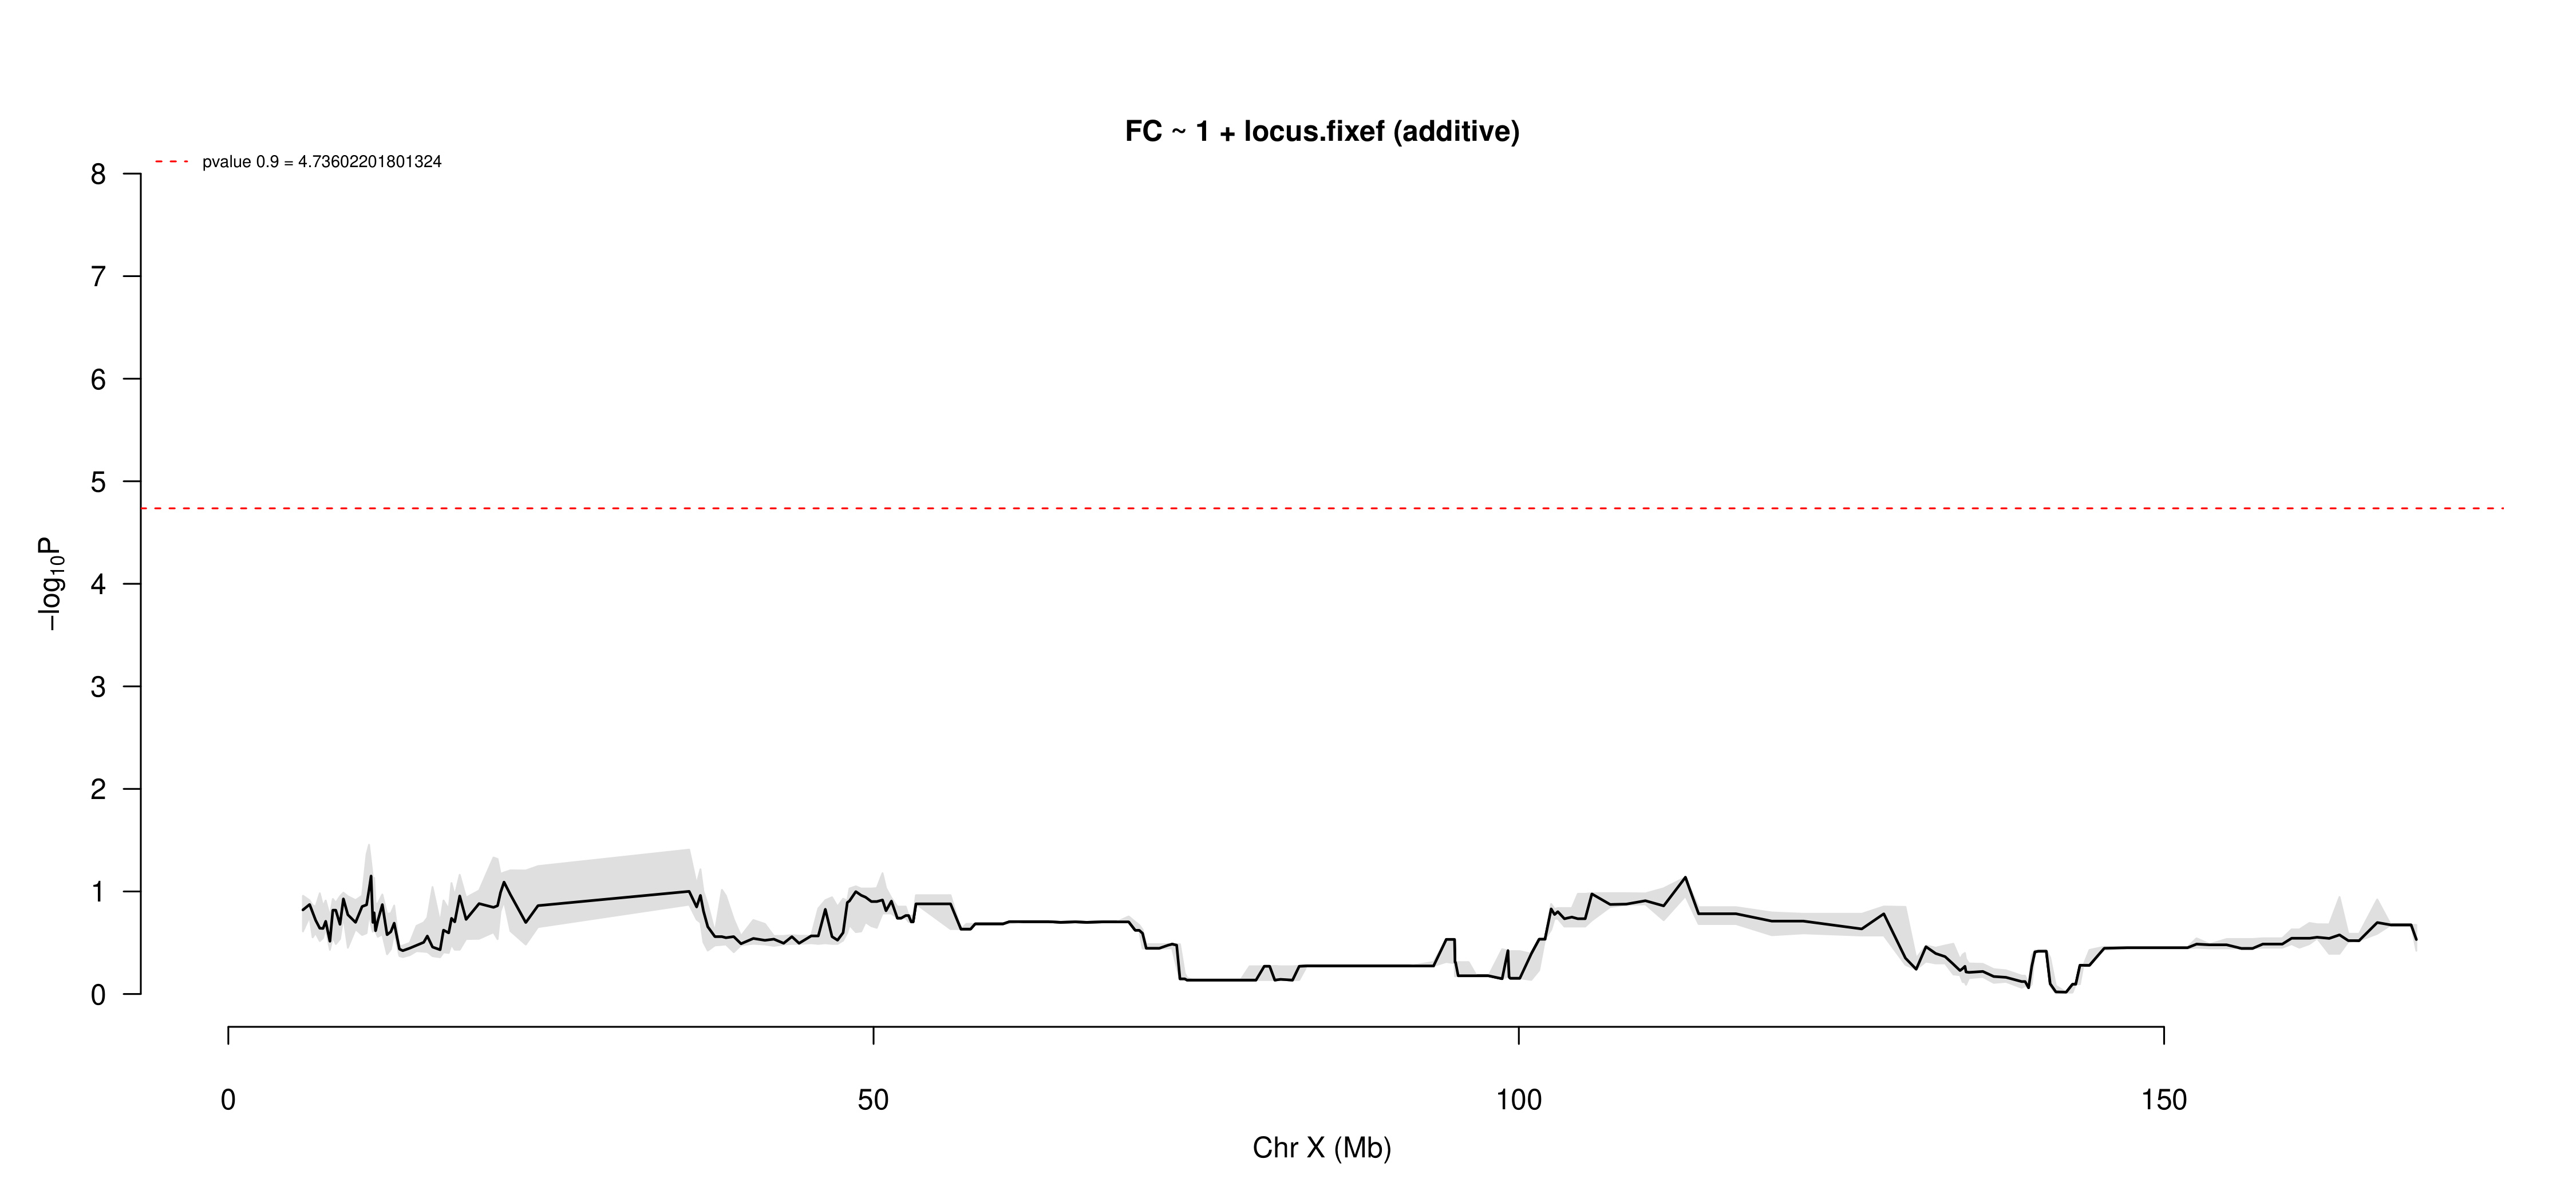 FC ~ 1 + locus.fixef (additive)
pvalue 0.9 = 4.73602201801324
8
7
6
5
4
3
2
1
0
−log10P
0 50 100 150
Chr X (Mb)